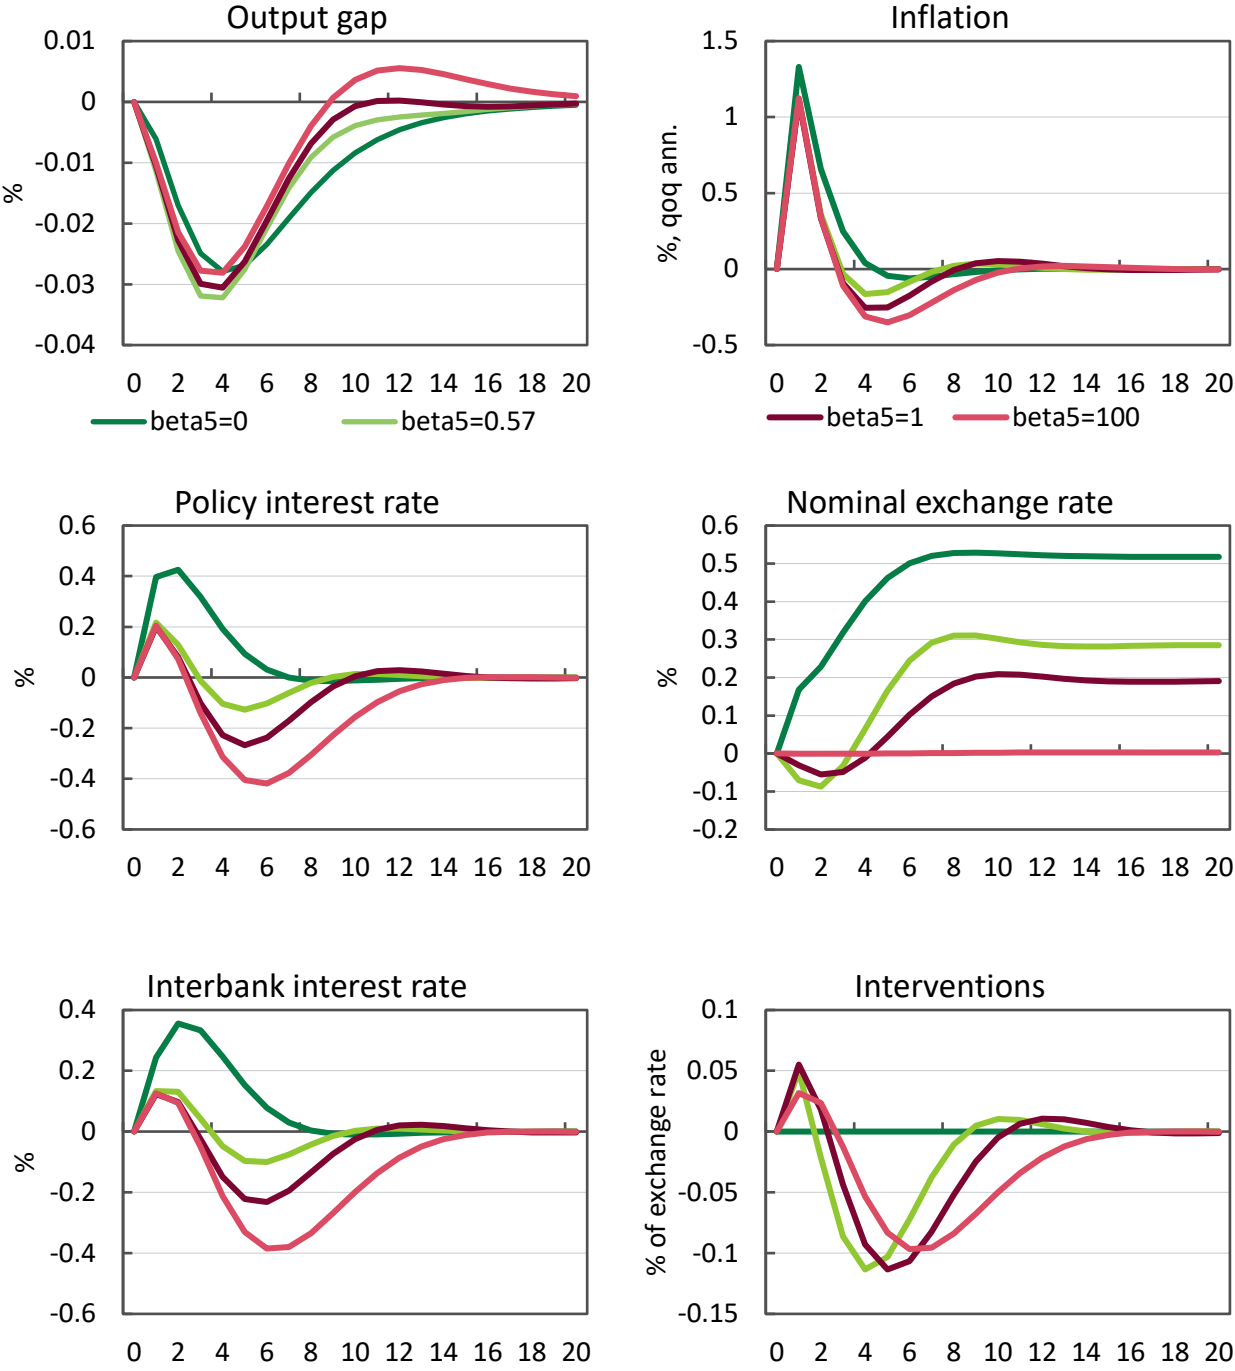 Output gap
0.01
0
-0.01
-0.02
-0.03
-0.04
%
0 2 4 6 8 10 12 14 16 18 20
beta5=0 beta5=0.57
Inflation
1.5
1
0.5
0
-0.5
%, qoq ann.
0 2 4 6 8 10 12 14 16 18 20
beta5=1 beta5=100
Policy interest rate
0.6
0.4
0.2
0
-0.2
-0.4
-0.6
%
0 2 4 6 8 10 12 14 16 18 20
Nominal exchange rate
0.6
0.5
0.4
0.3
0.2
0.1
0
-0.1
-0.2
%
0 2 4 6 8 10 12 14 16 18 20
Interbank interest rate
0.4
0.2
0
-0.2
-0.4
-0.6
%
0 2 4 6 8 10 12 14 16 18 20
Interventions
0.1
0.05
0
-0.05
-0.1
-0.15
% of exchange rate
0 2 4 6 8 10 12 14 16 18 20